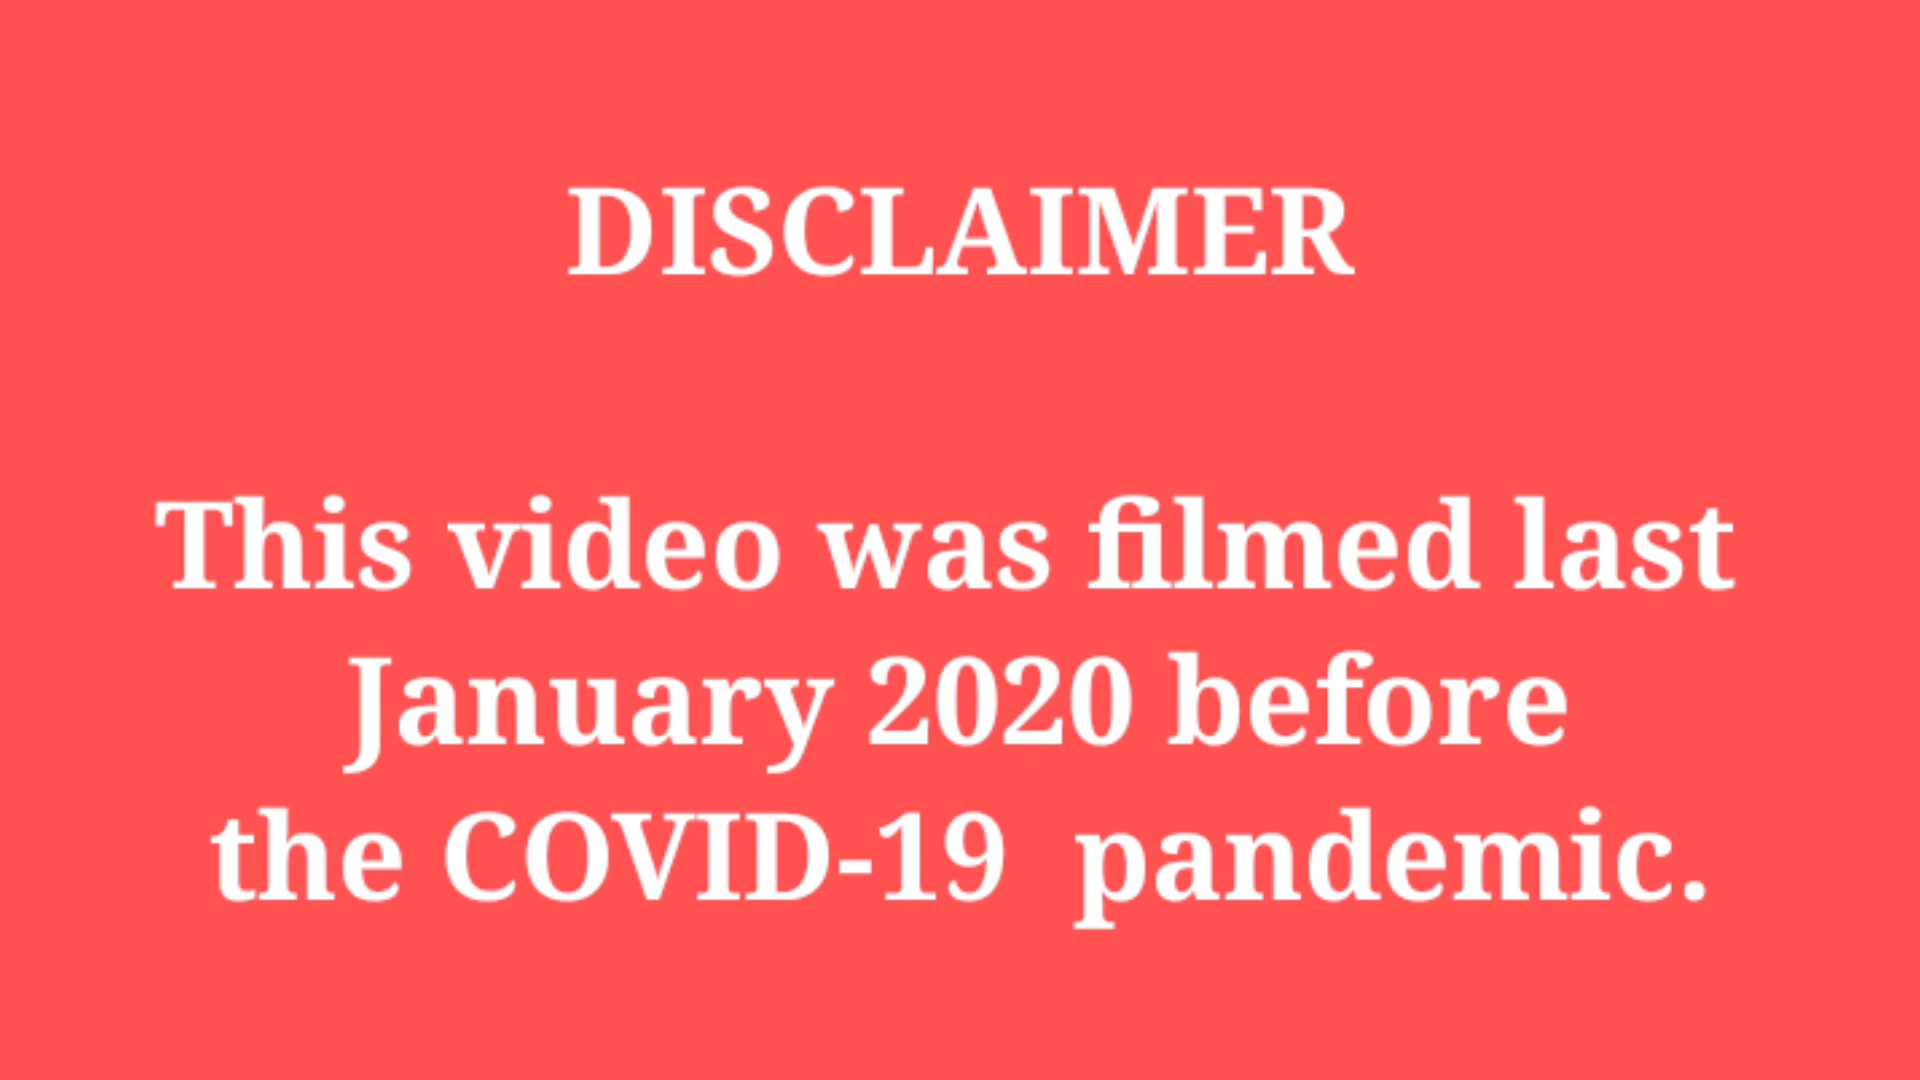 DISCLAIMER
This video was filmed last
January 2020 before
the COVID-19  pandemic.